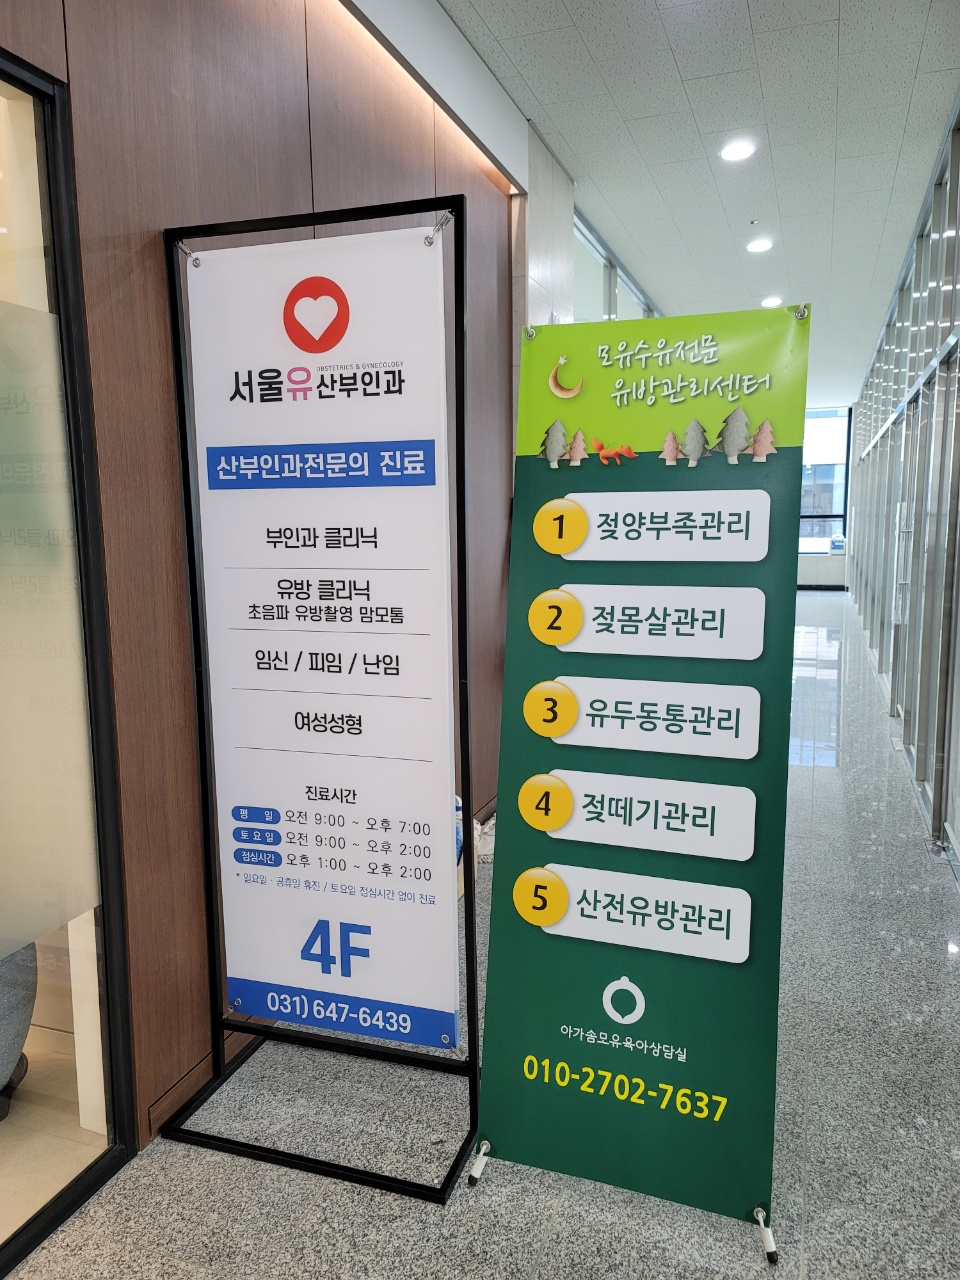 OBSTETRICS & GYNECOLOGY
서울유산부인과
산부인과전문의 진료
부인과 클리닉
유방 클리닉
초음파 유방촬영 맘모톰
임신 / 피임 / 난임
여성성형
진료시간
평 일 오전 9:00 ~ 오후 7:00
토요일 오전 9:00 ~ 오후 2:00
점심시간 오후 1:00 ~ 오후 2:00
* 일요일 · 공휴일 휴진 / 토요일 점심시간 없이 진료
4F
031) 647-6439
모유수유전문
유방관리센터
1 젖양부족관리
2 젖몸살관리
3 유두동통관리
4 젖떼기관리
5 산전유방관리
아가솜모유육아상담실
010-2702-7637